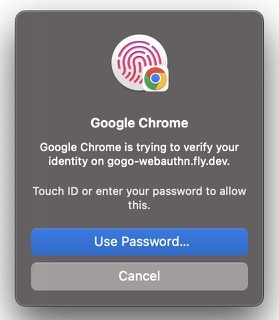 Google Chrome
Google Chrome is trying to verify your
identity on gogo-webauthn.fly.dev.
Touch ID or enter your password to allow
this.
Use Password...
Cancel